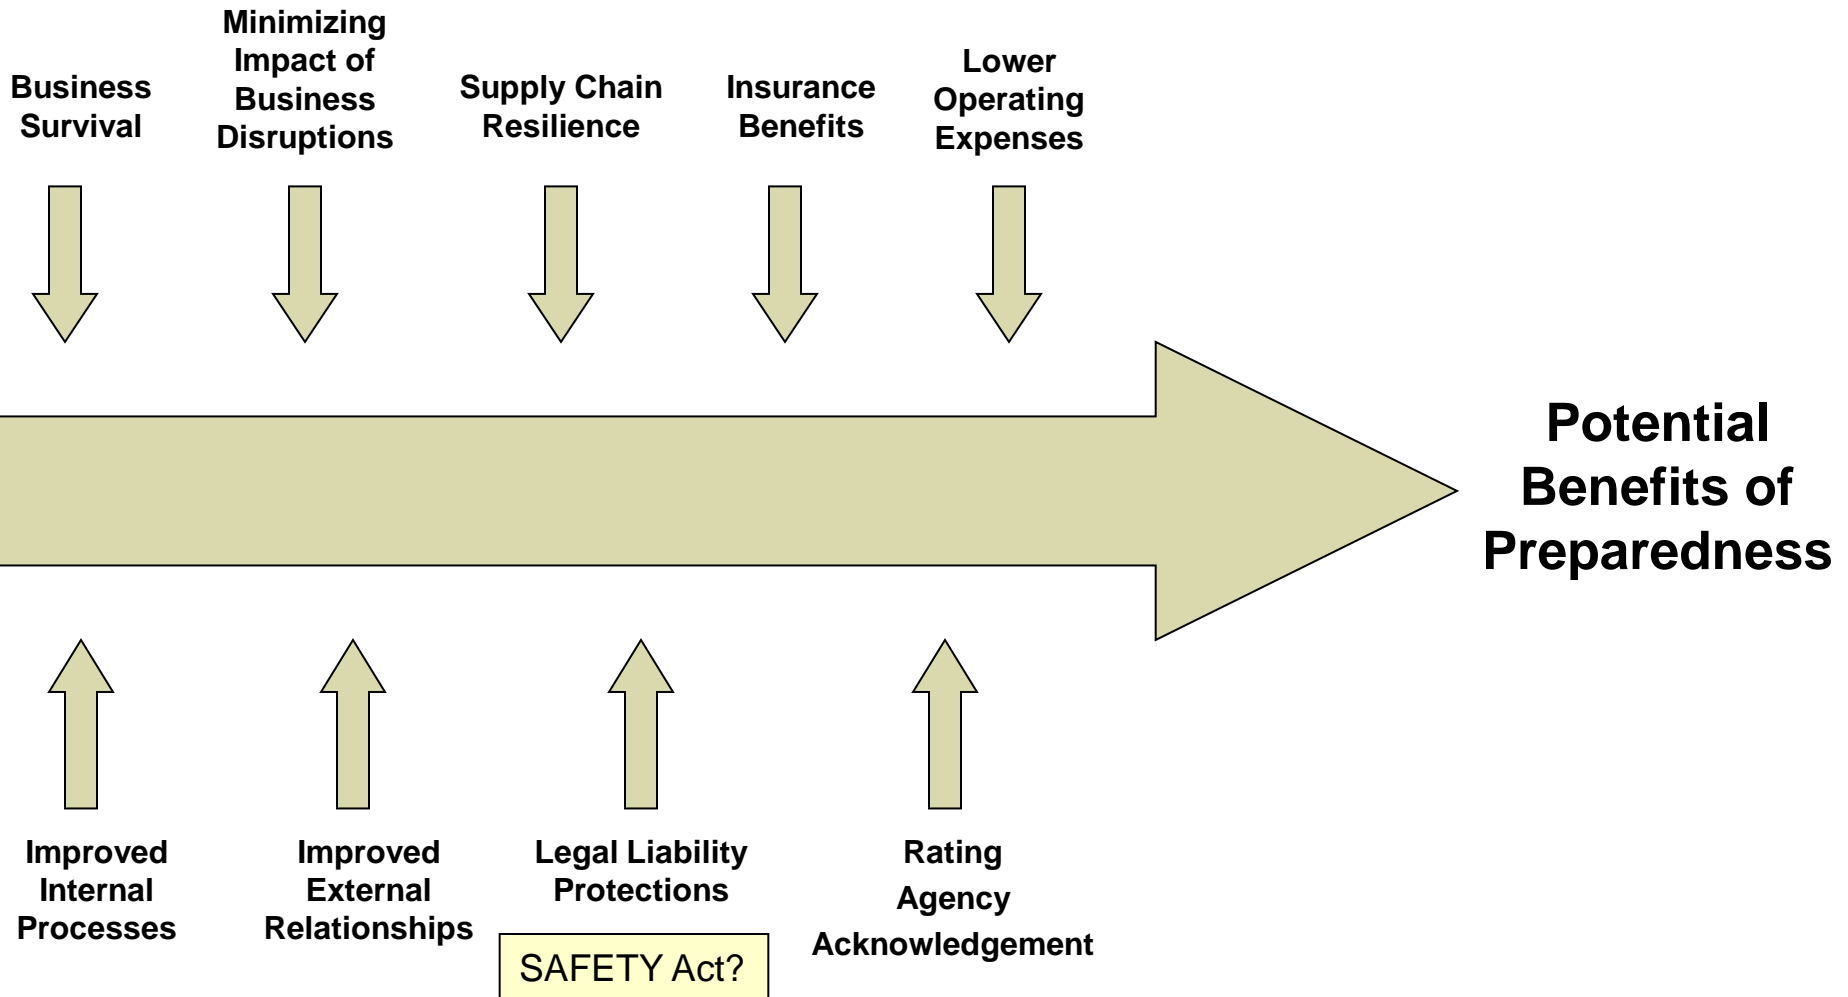 Business
Survival
Minimizing
Impact of
Business
Disruptions
Supply Chain
Resilience
Insurance
Benefits
Lower
Operating
Expenses
Potential
Benefits of
Preparedness
Improved
Internal
Processes
Improved
External
Relationships
Legal Liability
Protections
SAFETY Act?
Rating
Agency
Acknowledgement